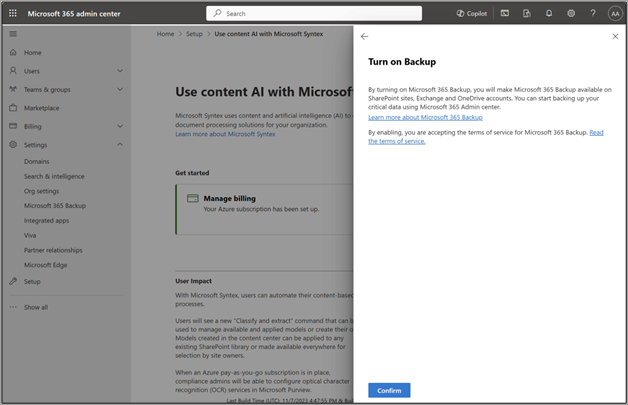 Microsoft 365 admin center
Search
Copilot
AA
Home
Users
Teams & groups
Marketplace
Billing
Settings
Domains
Search & intelligence
Org settings
Microsoft 365 Backup
Integrated apps
Viva
Partner relationships
Microsoft Edge
Setup
Show all
Home > Setup > Use content AI with Microsoft Syntex
Use content AI with Microsof
Microsoft Syntex uses content and artificial intelligence (AI) to
document processing solutions for your organization.
Learn more about Microsoft Syntex
Get started
Manage billing
Your Azure subscription has been set up.
User Impact
With Microsoft Syntex, users can automate their content-based
processes.
Users will see a new "Classify and extract" command that can b
used to manage available and applied models or create their o
Models created in the content center can be applied to any
existing SharePoint library or made available everywhere for
selection by site owners.
When an Azure pay-as-you-go subscription is in place,
compliance admins will be able to configure optical character
recognition (OCR) services in Microsoft Purview.
Last Build Time (UTC): 11/7/2023 4:47:55 PM & Bui
Turn on Backup
By turning on Microsoft 365 Backup, you will make Microsoft 365 Backup available on
SharePoint sites, Exchange and OneDrive accounts. You can start backing up your
critical data using Microsoft 365 Admin center.
Learn more about Microsoft 365 Backup
By enabling, you are accepting the terms of service for Microsoft 365 Backup. Read
the terms of service.
Confirm